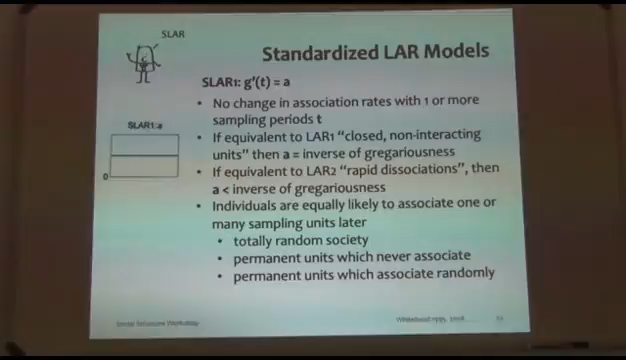 SLAR
Standardized LAR Models
SLAR1: g'(t) = a
• No change in association rates with 1 or more
sampling periods t
SLAR1:a
• If equivalent to LAR1 "closed, non-interacting
units" then a = inverse of gregariousness
• If equivalent to LAR2 "rapid dissociations", then
0
a < inverse of gregariousness
• Individuals are equally likely to associate one or
many sampling units later
• totally random society
• permanent units which never associate
• permanent units which associate randomly
Social Structure Workshop
Whitehead 1995, 2008